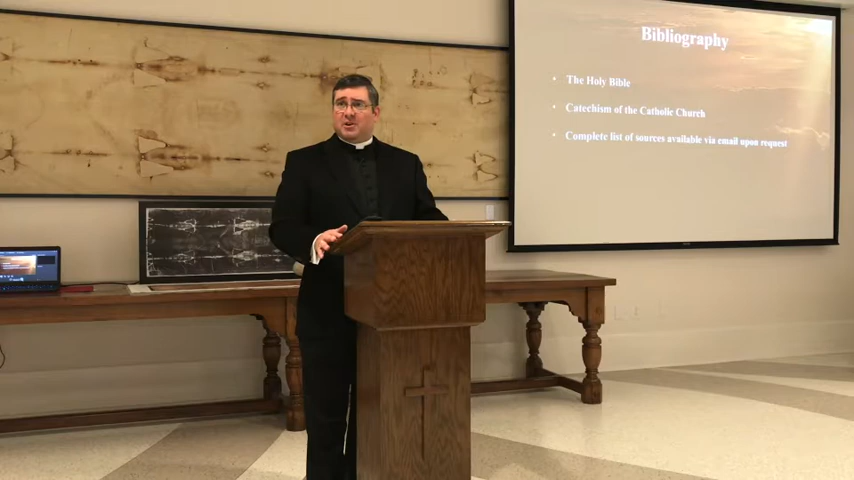 Bibliography
• The Holy Bible
• Catechism of the Catholic Church
• Complete list of sources available via email upon request